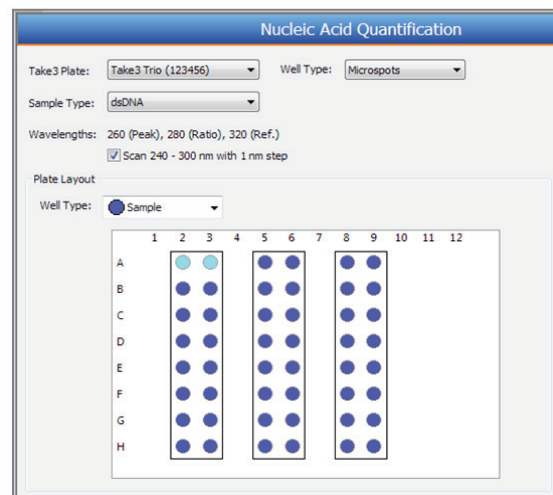 Nucleic Acid Quantification
Take3 Plate: Take3 Trio (123456) Well Type: Microspots
Sample Type: dsDNA
Wavelengths: 260 (Peak), 280 (Ratio), 320 (Ref.)
Scan 240 - 300 nm with 1 nm step
Plate Layout
Well Type: Sample
1 2 3 4 5 6 7 8 9 10 11 12
A
B
C
D
E
F
G
H